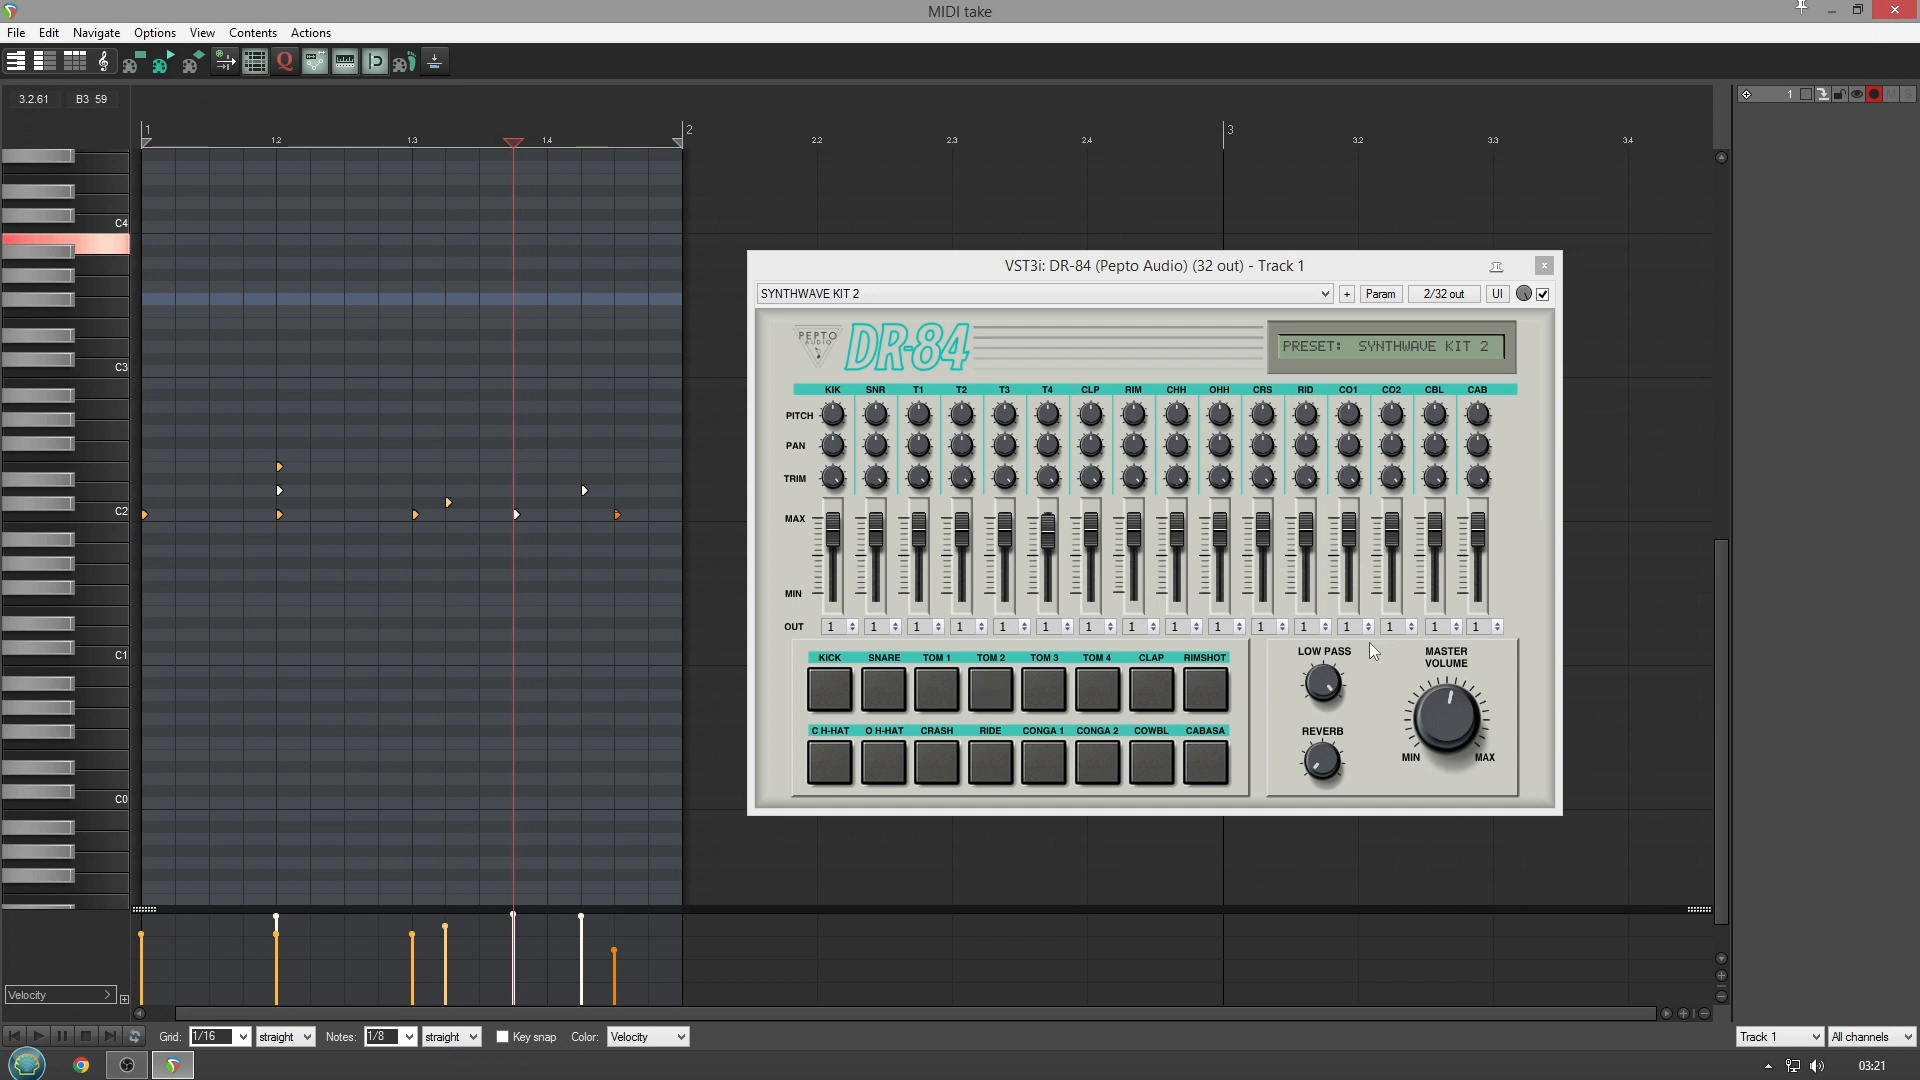 MIDI take
File Edit Navigate Options View Contents Actions
3.2.61 B3 59
1
1 1.2 1.3 1.4 2 2.2 2.3 2.4 3 3.2 3.3 3.4
C4
C3
C2
C1
C0
VST3i: DR-84 (Pepto Audio) (32 out) - Track 1
x
SYNTHWAVE KIT 2 + Param 2/32 out UI
PEPTO
AUDIO
DR-84
PRESET: SYNTHWAVE KIT 2
KIK SNR T1 T2 T3 T4 CLP RIM CHH OHH CRS RID CO1 CO2 CBL CAB
PITCH
PAN
TRIM
MAX
MIN
OUT 1 1 1 1 1 1 1 1 1 1 1 1 1 1 1 1
KICK SNARE TOM 1 TOM 2 TOM 3 TOM 4 CLAP RIMSHOT
C H-HAT O H-HAT CRASH RIDE CONGA 1 CONGA 2 COWBL CABASA
LOW PASS
REVERB
MASTER
VOLUME
MIN MAX
Velocity
Grid: 1/16 straight Notes: 1/8 straight Key snap Color: Velocity Track 1 All channels
03:21